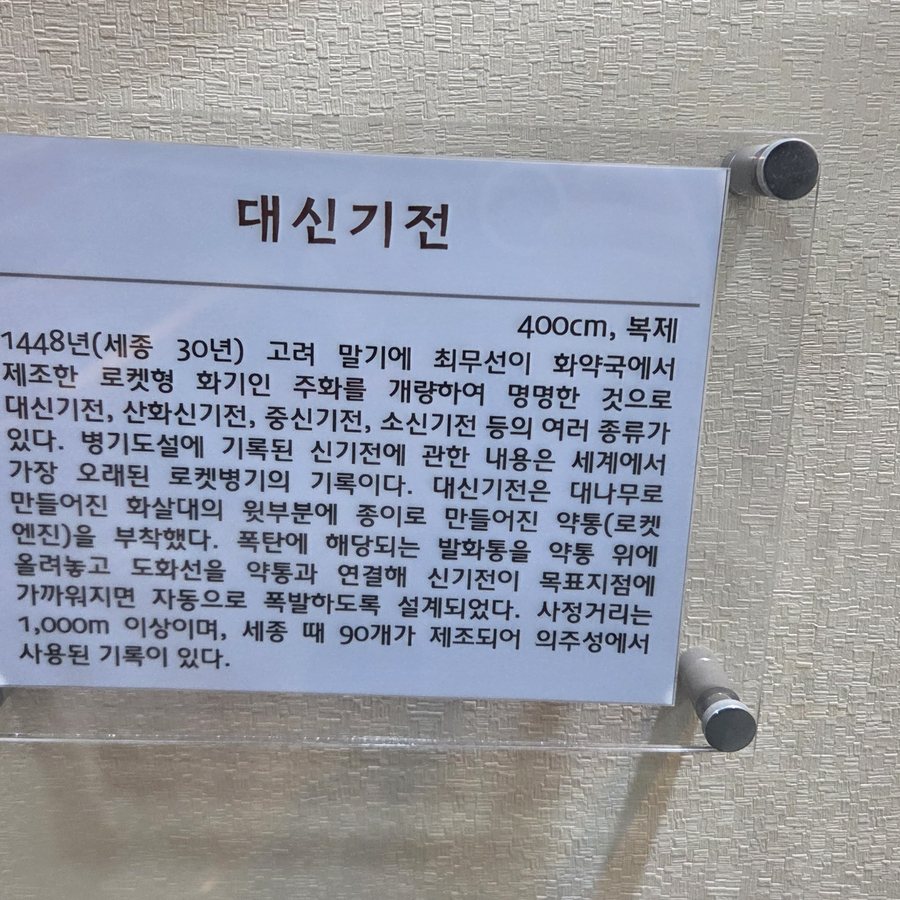 대신기전
400cm, 복제
1448년(세종 30년) 고려 말기에 최무선이 화약국에서
제조한 로켓형 화기인 주화를 개량하여 명명한 것으로
대신기전, 산화신기전, 중신기전, 소신기전 등의 여러 종류가
있다. 병기도설에 기록된 신기전에 관한 내용은 세계에서
가장 오래된 로켓병기의 기록이다. 대신기전은 대나무로
만들어진 화살대의 윗부분에 종이로 만들어진 약통(로켓
엔진)을 부착했다. 폭탄에 해당되는 발화통을 약통 위에
올려놓고 도화선을 약통과 연결해 신기전이 목표지점에
가까워지면 자동으로 폭발하도록 설계되었다. 사정거리는
1,000m 이상이며, 세종 때 90개가 제조되어 의주성에서
사용된 기록이 있다.